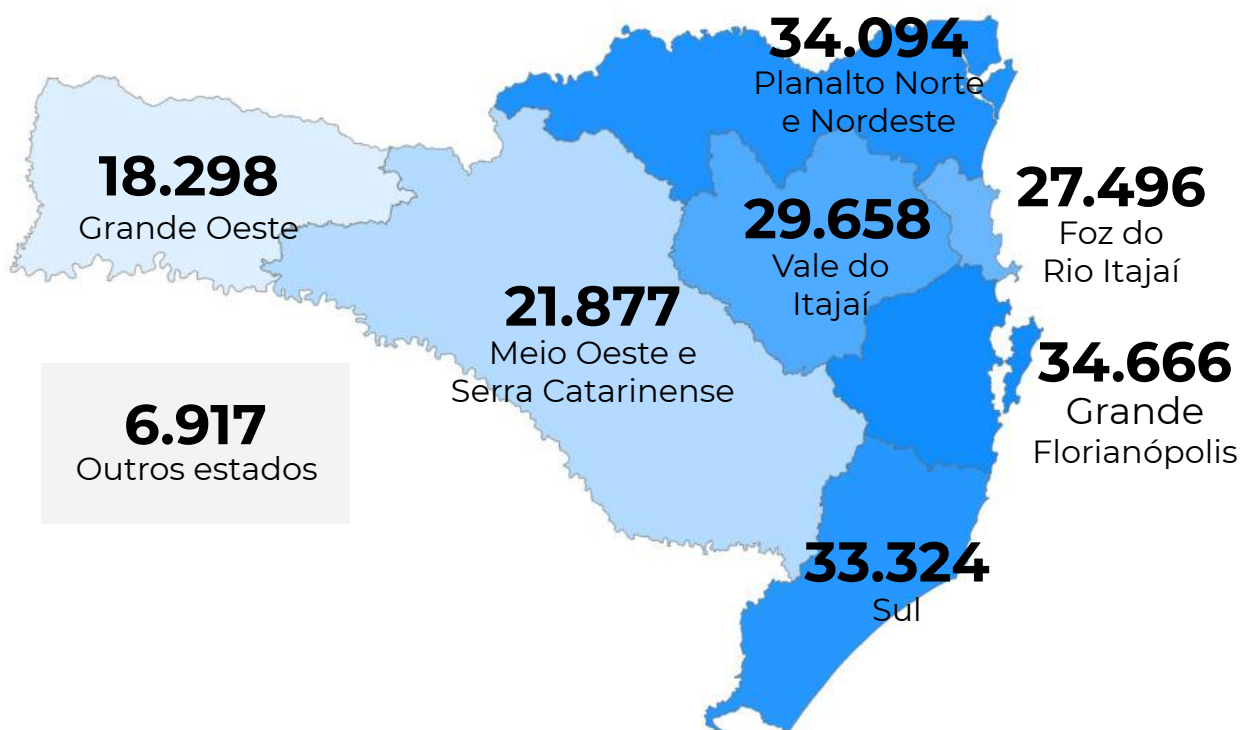 34.094
Planalto Norte
e Nordeste
18.298
Grande Oeste
29.658
Vale do
Itajaí
27.496
Foz do
Rio Itajaí
21.877
Meio Oeste e
Serra Catarinense
34.666
Grande
Florianópolis
6.917
Outros estados
33.324
Sul